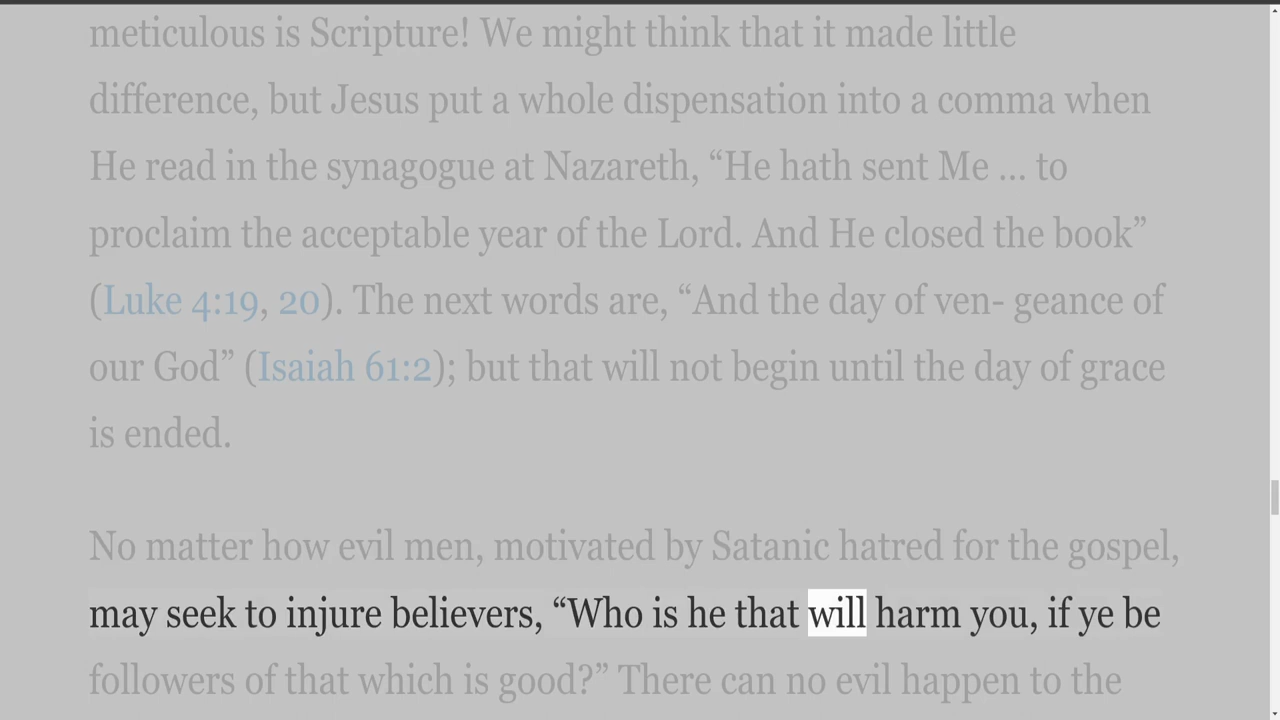 meticulous is Scripture! We might think that it made little
difference, but Jesus put a whole dispensation into a comma when
He read in the synagogue at Nazareth, “He hath sent Me ... to
proclaim the acceptable year of the Lord. And He closed the book”
(Luke 4:19, 20). The next words are, “And the day of ven- geance of
our God” (Isaiah 61:2); but that will not begin until the day of grace
is ended.
No matter how evil men, motivated by Satanic hatred for the gospel,
may seek to injure believers, “Who is he that will harm you, if ye be
followers of that which is good?” There can no evil happen to the